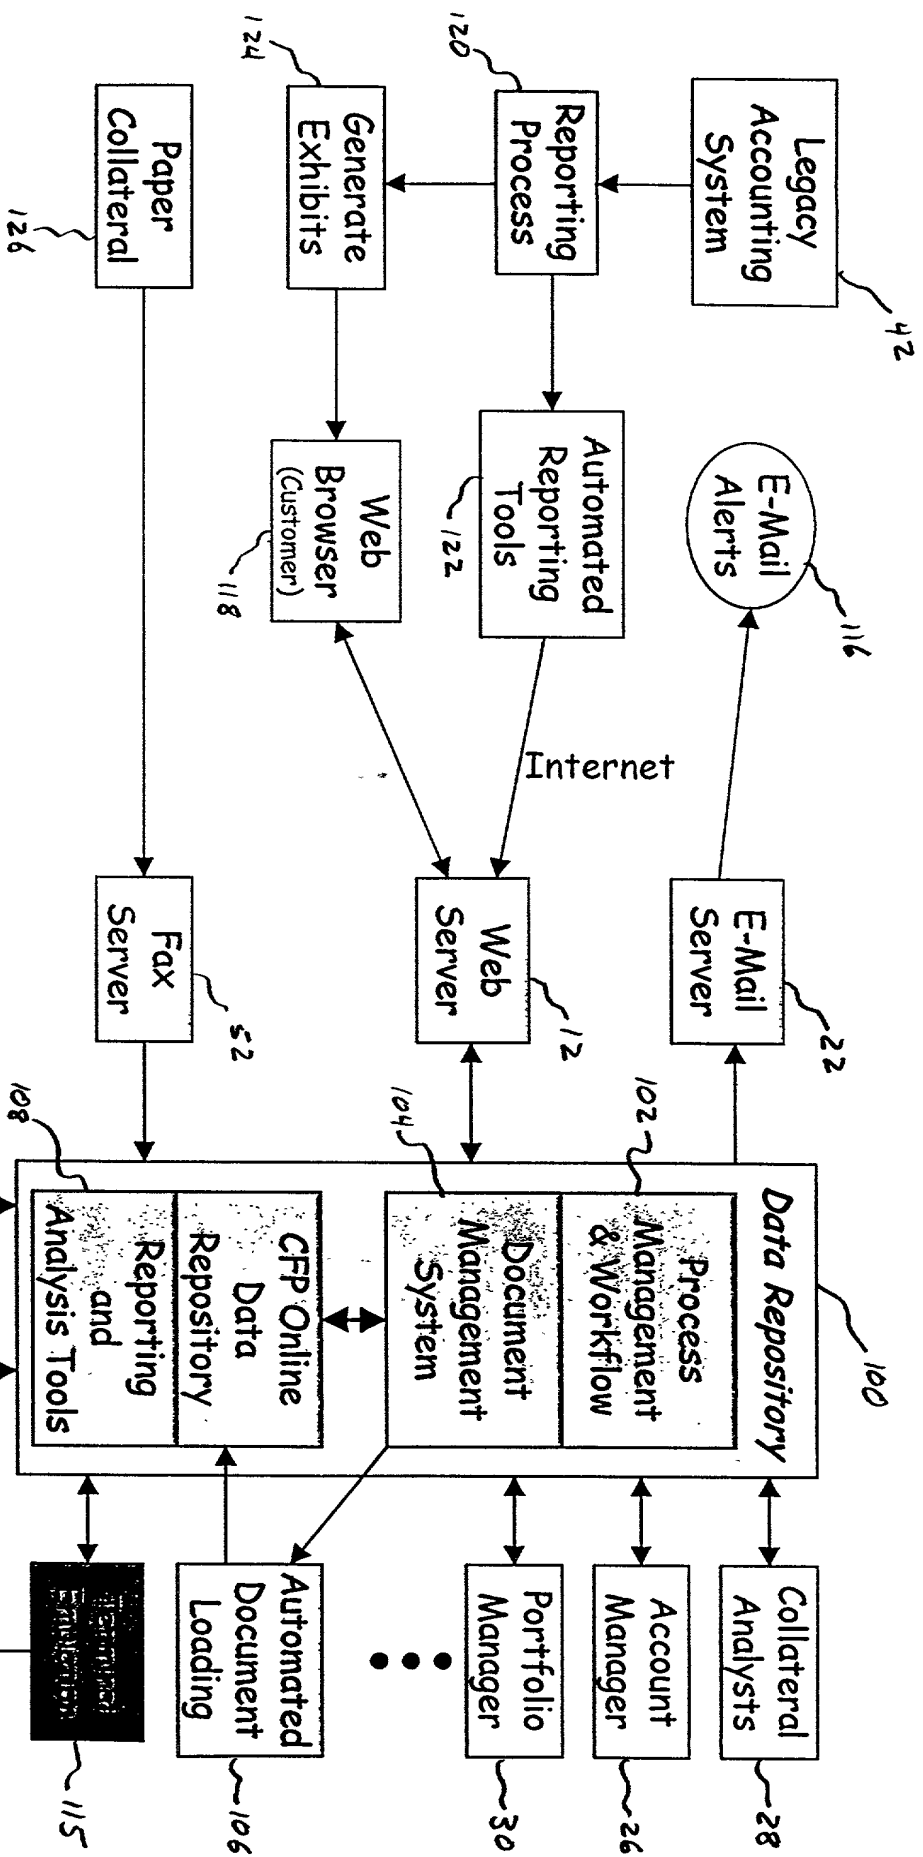 Legacy
Accounting
System
42
E-Mail
Alerts
116
E-Mail
Server
22
Data Repository
100
Collateral
Analysts
28
Reporting
Process
120
Automated
Reporting
Tools
122
Internet
Web
Server
12
102
Process
Management
& Workflow
104
Document
Management
System
Account
Manager
26
Portfolio
Manager
30
Generate
Exhibits
124
Web
Browser
(Customer)
118
CFP Online
Data
Repository
Automated
Document
Loading
106
Paper
Collateral
126
Fax
Server
52
Reporting
and
Analysis Tools
108
Terminal
Emulation
115